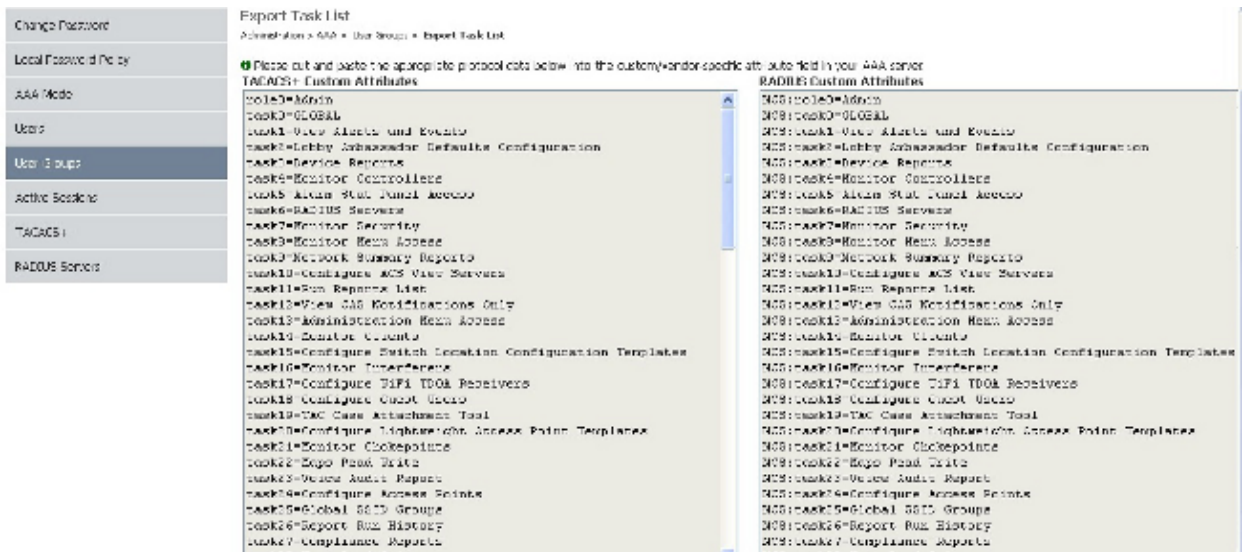 Change Password
Local Password Policy
AAA Mode
Users
User Groups
Active Sessions
TACACS+
RADIUS Servers
Export Task List
Administration > AAA > User Groups > Export Task List
Please cut and paste the appropriate protocol data below into the custom/vendor-specific attribute field in your AAA server.
TACACS+ Custom Attributes
role0=Admin
task0=GLOBAL
task1=View Alerts and Events
task2=Lobby Ambassador Defaults Configuration
task3=Device Reports
task4=Monitor Controllers
task5=Alarm Stat Panel Access
task6=RADIUS Servers
task7=Monitor Security
task8=Monitor Menu Access
task9=Network Summary Reports
task10=Configure ACS View Servers
task11=Run Reports List
task12=View CAS Notifications Only
task13=Administration Menu Access
task14=Monitor Clients
task15=Configure Switch Location Configuration Templates
task16=Monitor Interferers
task17=Configure WiFi TDOA Receivers
task18=Configure Guest Users
task19=TAC Case Attachment Tool
task20=Configure Lightweight Access Point Templates
task21=Monitor Chokepoints
task22=Maps Read Write
task23=Voice Audit Report
task24=Configure Access Points
task25=Global SSID Groups
task26=Report Run History
task27=Compliance Reports
RADIUS Custom Attributes
NCS:role0=Admin
NCS:task0=GLOBAL
NCS:task1=View Alerts and Events
NCS:task2=Lobby Ambassador Defaults Configuration
NCS:task3=Device Reports
NCS:task4=Monitor Controllers
NCS:task5=Alarm Stat Panel Access
NCS:task6=RADIUS Servers
NCS:task7=Monitor Security
NCS:task8=Monitor Menu Access
NCS:task9=Network Summary Reports
NCS:task10=Configure ACS View Servers
NCS:task11=Run Reports List
NCS:task12=View CAS Notifications Only
NCS:task13=Administration Menu Access
NCS:task14=Monitor Clients
NCS:task15=Configure Switch Location Configuration Templates
NCS:task16=Monitor Interferers
NCS:task17=Configure WiFi TDOA Receivers
NCS:task18=Configure Guest Users
NCS:task19=TAC Case Attachment Tool
NCS:task20=Configure Lightweight Access Point Templates
NCS:task21=Monitor Chokepoints
NCS:task22=Maps Read Write
NCS:task23=Voice Audit Report
NCS:task24=Configure Access Points
NCS:task25=Global SSID Groups
NCS:task26=Report Run History
NCS:task27=Compliance Reports